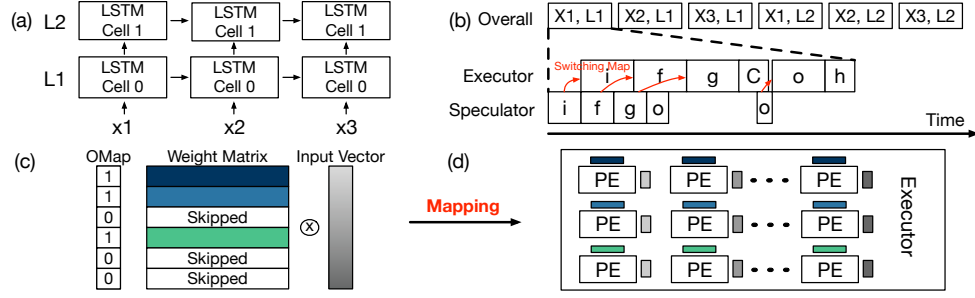 (a)
L2
LSTM
Cell 1
LSTM
Cell 1
LSTM
Cell 1
L1
LSTM
Cell 0
LSTM
Cell 0
LSTM
Cell 0
x1
x2
x3
(b)
Overall
X1, L1
X2, L1
X3, L1
X1, L2
X2, L2
X3, L2
Switching Map
Executor
i
f
g
C
o
h
Speculator
i
f
g
o
o
Time
(c)
OMap
Weight Matrix
Input Vector
1
1
0
Skipped
1
0
Skipped
0
Skipped
x
Mapping
(d)
PE
PE
PE
PE
PE
PE
PE
PE
PE
Executor